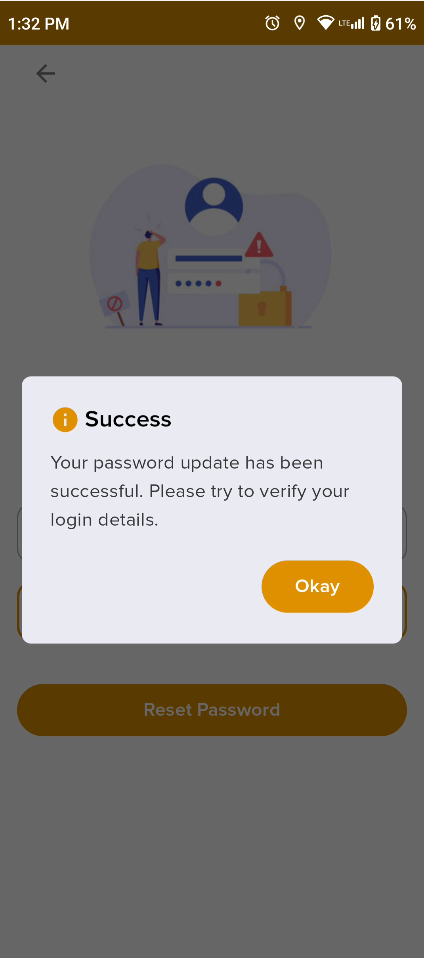 1:32 PM
LTE
61%
Success
Your password update has been
successful. Please try to verify your
login details.
Okay
Reset Password